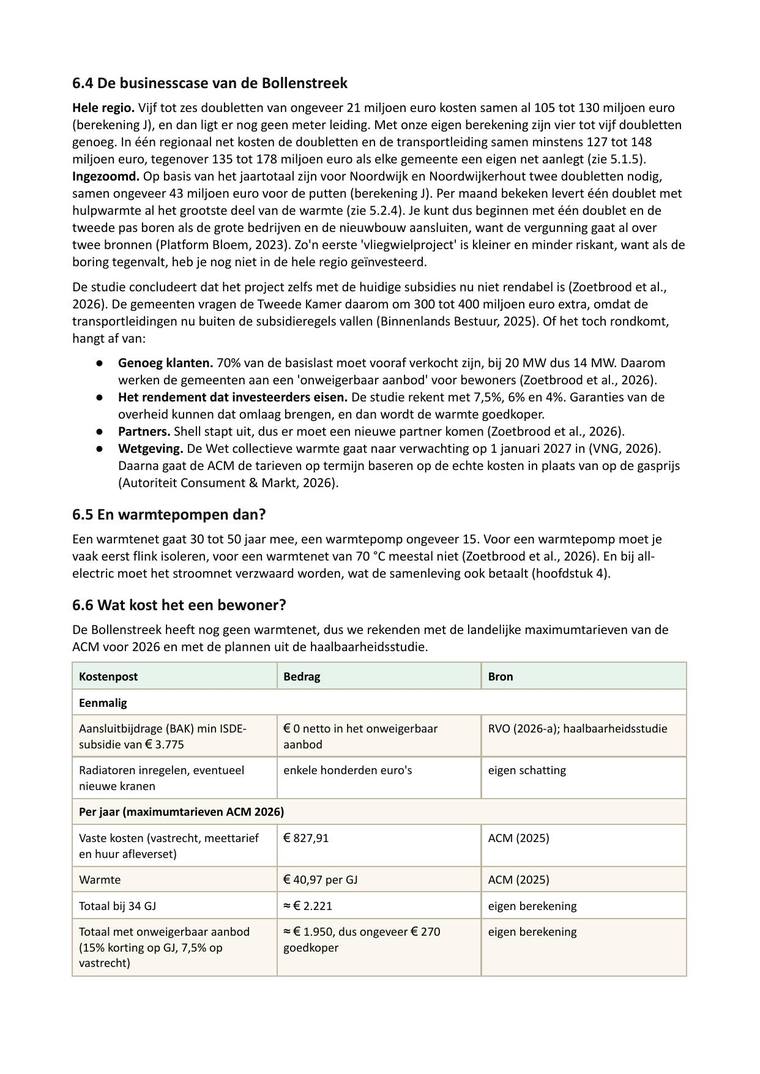 6.4 De businesscase van de Bollenstreek
Hele regio. Vijf tot zes doubletten van ongeveer 21 miljoen euro kosten samen al 105 tot 130 miljoen euro
(berekening J), en dan ligt er nog geen meter leiding. Met onze eigen berekening zijn vier tot vijf doubletten
genoeg. In één regionaal net kosten de doubletten en de transportleiding samen minstens 127 tot 148
miljoen euro, tegenover 135 tot 178 miljoen euro als elke gemeente een eigen net aanlegt (zie 5.1.5).
Ingezoomd. Op basis van het jaartotaal zijn voor Noordwijk en Noordwijkerhout twee doubletten nodig,
samen ongeveer 43 miljoen euro voor de putten (berekening J). Per maand bekeken levert één doublet met
hulpwarmte al het grootste deel van de warmte (zie 5.2.4). Je kunt dus beginnen met één doublet en de
tweede pas boren als de grote bedrijven en de nieuwbouw aansluiten, want de vergunning gaat al over
twee bronnen (Platform Bloem, 2023). Zo'n eerste 'vliegwielproject' is kleiner en minder riskant, want als de
boring tegenvalt, heb je nog niet in de hele regio geïnvesteerd.
De studie concludeert dat het project zelfs met de huidige subsidies nu niet rendabel is (Zoetbrood et al.,
2026). De gemeenten vragen de Tweede Kamer daarom om 300 tot 400 miljoen euro extra, omdat de
transportleidingen nu buiten de subsidieregels vallen (Binnenlands Bestuur, 2025). Of het toch rondkomt,
hangt af van:
● Genoeg klanten. 70% van de basislast moet vooraf verkocht zijn, bij 20 MW dus 14 MW. Daarom
werken de gemeenten aan een 'onweigerbaar aanbod' voor bewoners (Zoetbrood et al., 2026).
● Het rendement dat investeerders eisen. De studie rekent met 7,5%, 6% en 4%. Garanties van de
overheid kunnen dat omlaag brengen, en dan wordt de warmte goedkoper.
● Partners. Shell stapt uit, dus er moet een nieuwe partner komen (Zoetbrood et al., 2026).
● Wetgeving. De Wet collectieve warmte gaat naar verwachting op 1 januari 2027 in (VNG, 2026).
Daarna gaat de ACM de tarieven op termijn baseren op de echte kosten in plaats van op de gasprijs
(Autoriteit Consument & Markt, 2026).
6.5 En warmtepompen dan?
Een warmtenet gaat 30 tot 50 jaar mee, een warmtepomp ongeveer 15. Voor een warmtepomp moet je
vaak eerst flink isoleren, voor een warmtenet van 70 °C meestal niet (Zoetbrood et al., 2026). En bij all-
electric moet het stroomnet verzwaard worden, wat de samenleving ook betaalt (hoofdstuk 4).
6.6 Wat kost het een bewoner?
De Bollenstreek heeft nog geen warmtenet, dus we rekenden met de landelijke maximumtarieven van de
ACM voor 2026 en met de plannen uit de haalbaarheidsstudie.
Kostenpost Bedrag Bron
Eenmalig
Aansluitbijdrage (BAK) min ISDE- € 0 netto in het onweigerbaar RVO (2026-a); haalbaarheidsstudie
subsidie van € 3.775 aanbod
Radiatoren inregelen, eventueel enkele honderden euro's eigen schatting
nieuwe kranen
Per jaar (maximumtarieven ACM 2026)
Vaste kosten (vastrecht, meettarief € 827,91 ACM (2025)
en huur afleverset)
Warmte € 40,97 per GJ ACM (2025)
Totaal bij 34 GJ ≈ € 2.221 eigen berekening
Totaal met onweigerbaar aanbod ≈ € 1.950, dus ongeveer € 270 eigen berekening
(15% korting op GJ, 7,5% op goedkoper
vastrecht)